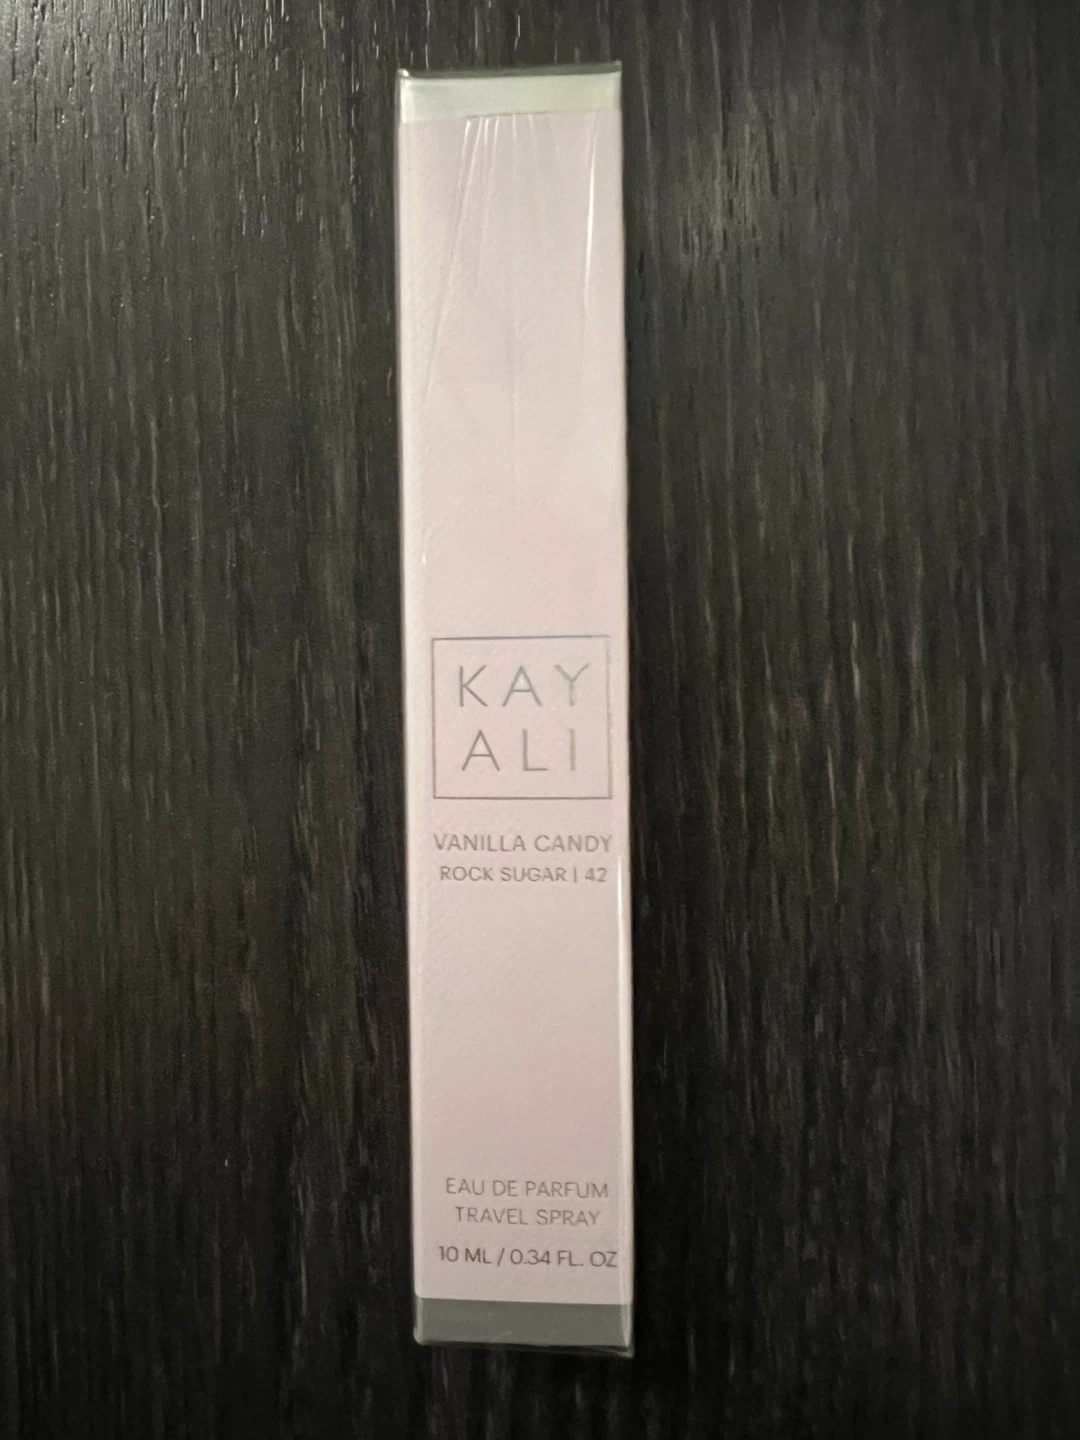 KAY
ALI
VANILLA CANDY
ROCK SUGAR | 42
EAU DE PARFUM
TRAVEL SPRAY
10 ML / 0.34 FL. OZ